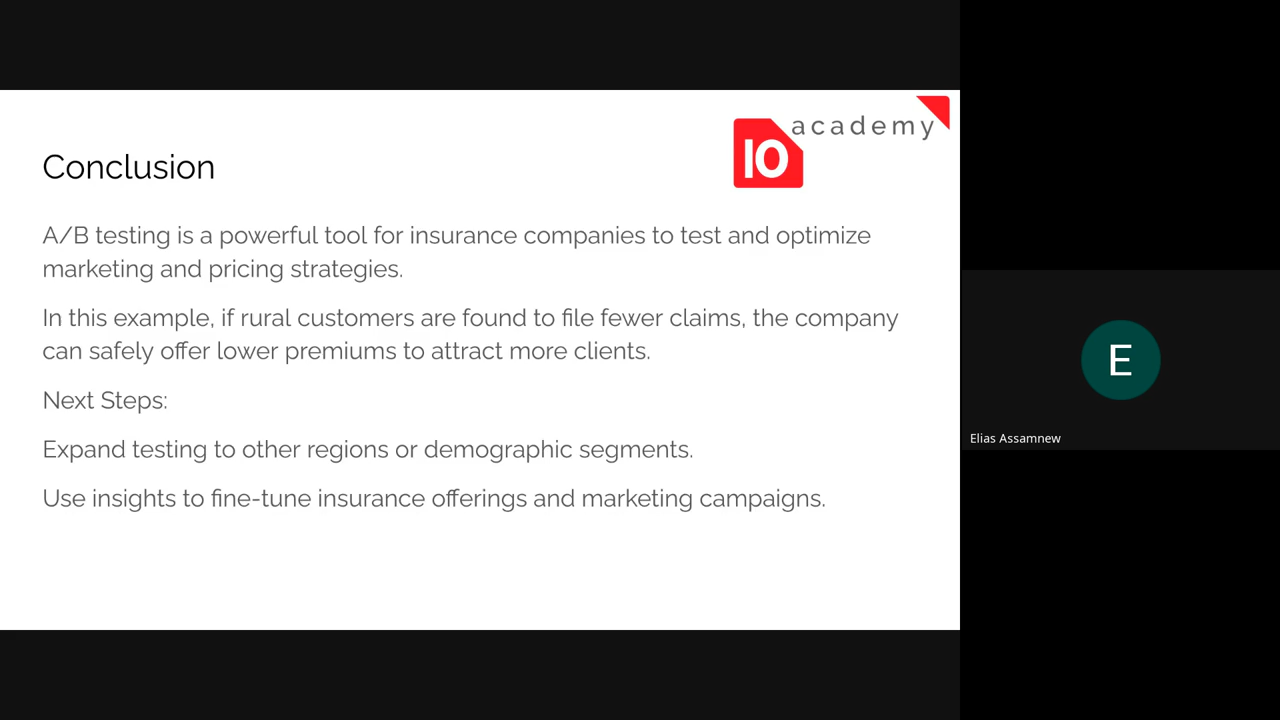 academy
10
Conclusion
A/B testing is a powerful tool for insurance companies to test and optimize
marketing and pricing strategies.
In this example, if rural customers are found to file fewer claims, the company
can safely offer lower premiums to attract more clients.
Next Steps:
Expand testing to other regions or demographic segments.
Use insights to fine-tune insurance offerings and marketing campaigns.
E
Elias Assamnew